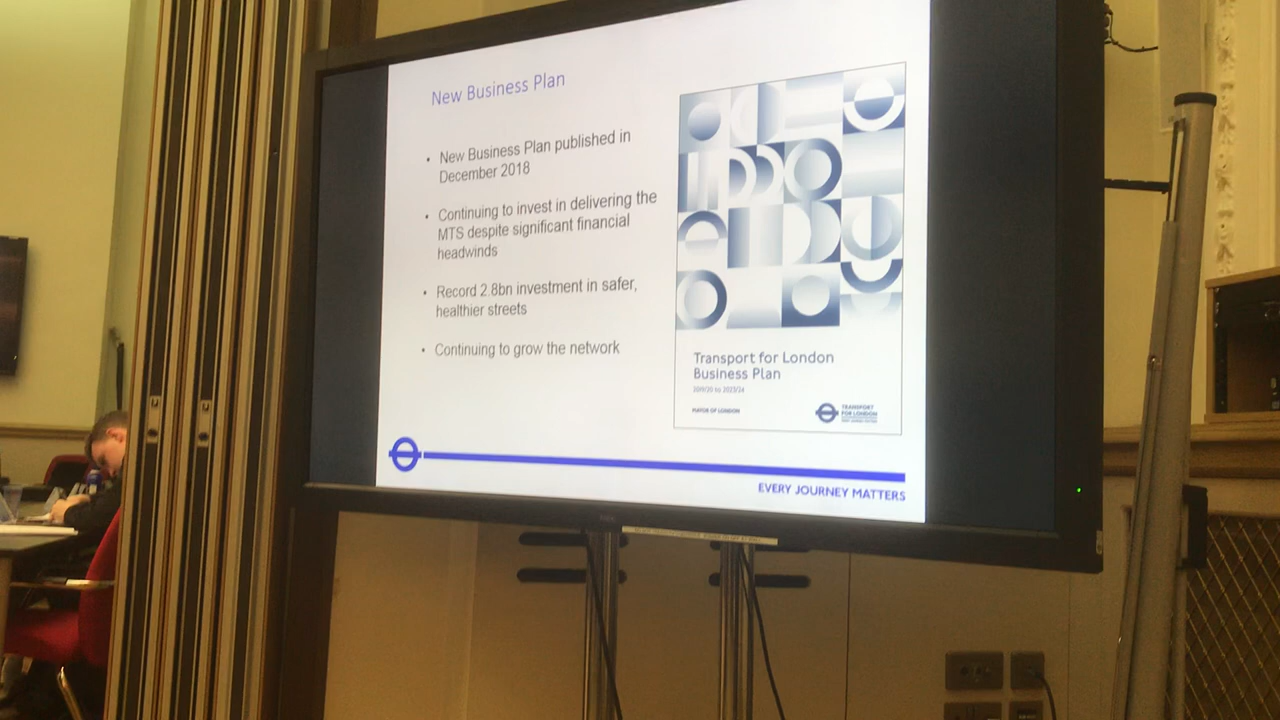 New Business Plan
• New Business Plan published in
December 2018
• Continuing to invest in delivering the
MTS despite significant financial
headwinds
• Record 2.8bn investment in safer,
healthier streets
• Continuing to grow the network
Transport for London
Business Plan
2019/20 to 2023/24
MAYOR OF LONDON
TRANSPORT
FOR LONDON
EVERY JOURNEY MATTERS